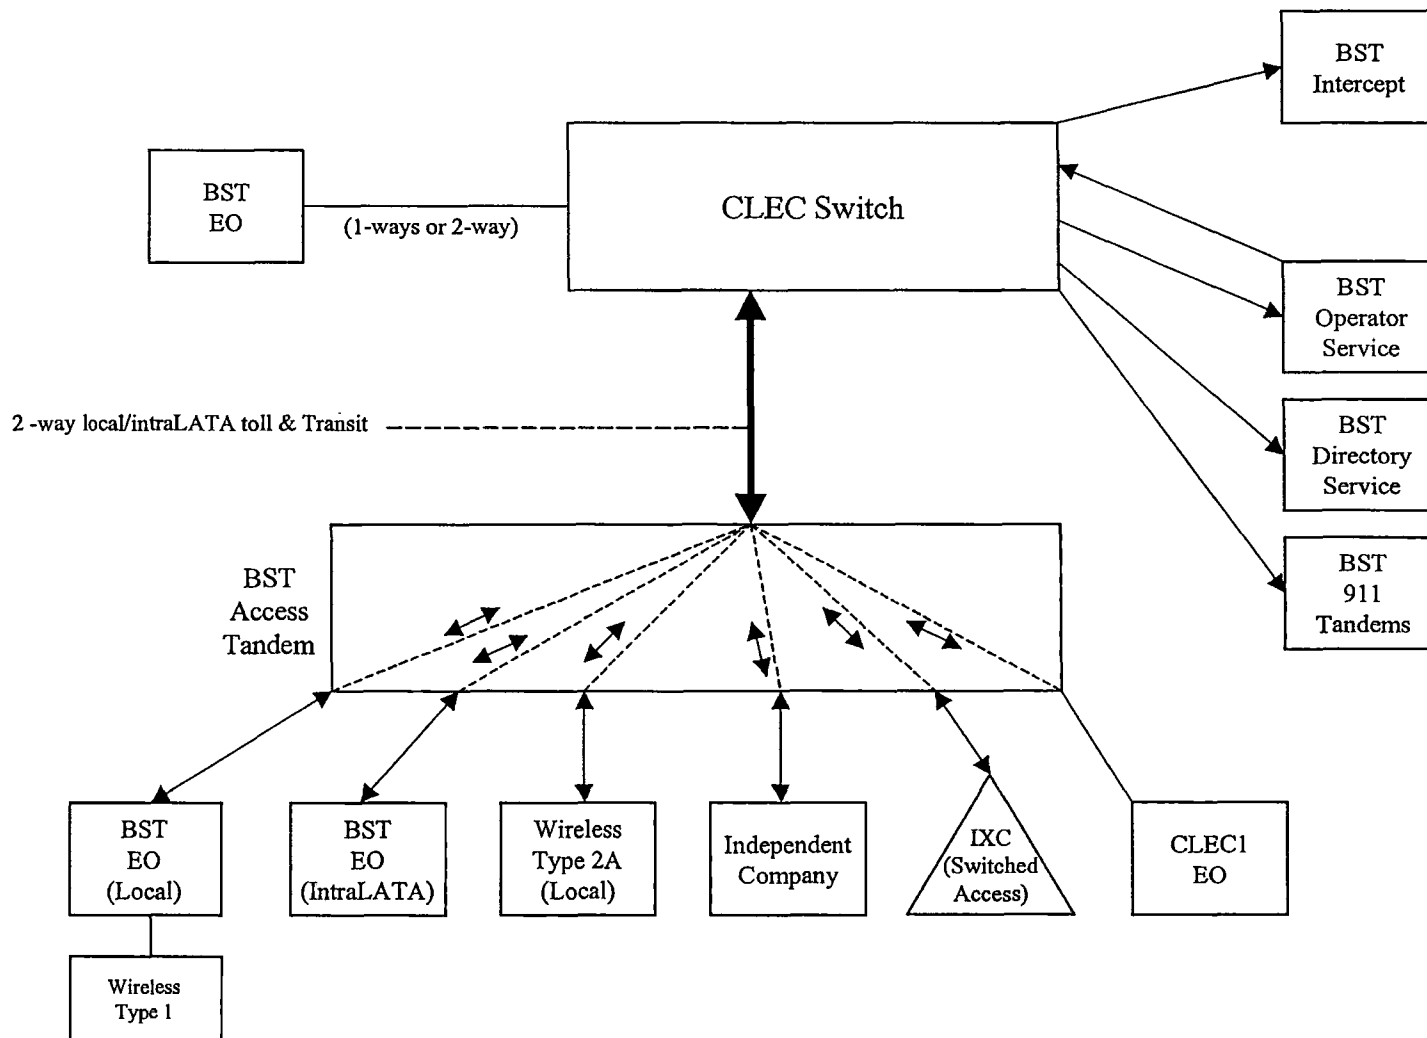 BST
Intercept
BST
EO
(1-ways or 2-way)
CLEC Switch
BST
Operator
Service
2 -way local/intraLATA toll & Transit
BST
Directory
Service
BST
911
Tandems
BST
Access
Tandem
BST
EO
(Local)
BST
EO
(IntraLATA)
Wireless
Type 2A
(Local)
Independent
Company
IXC
(Switched
Access)
CLEC1
EO
Wireless
Type 1